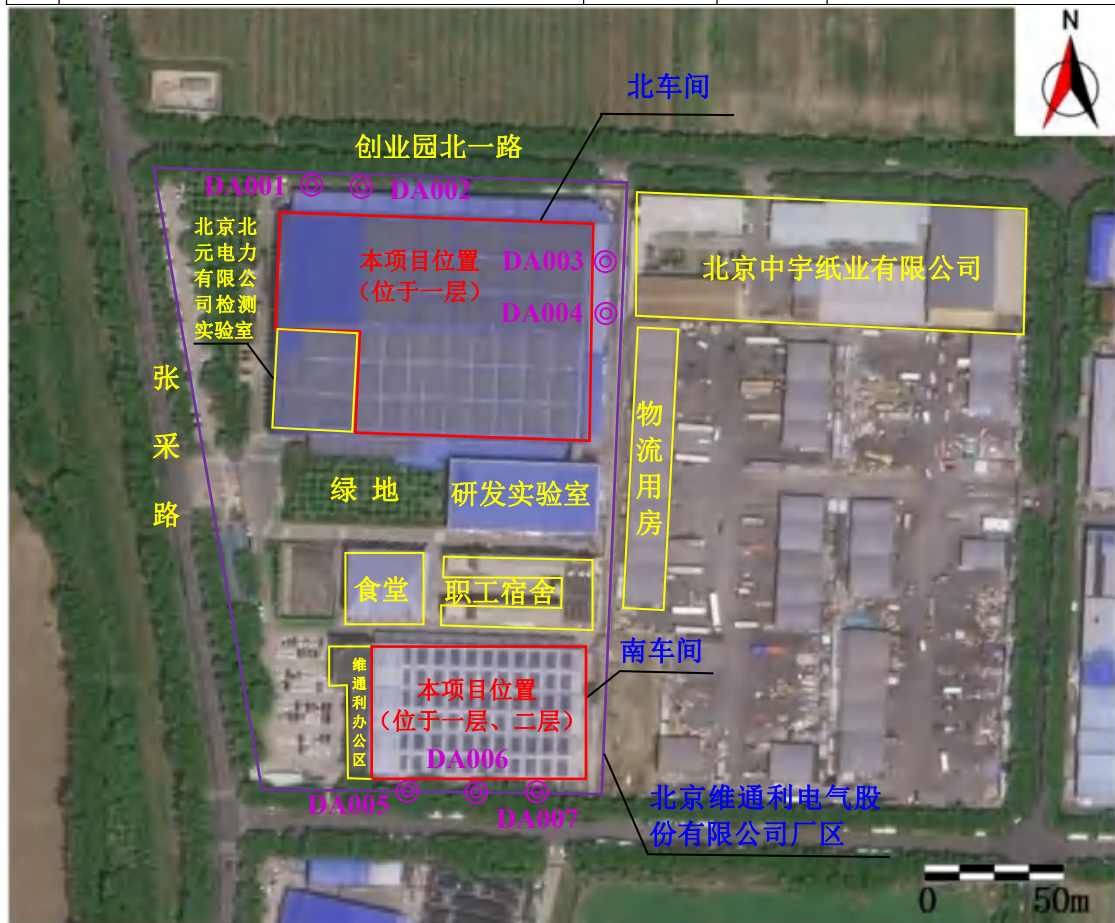 N
北车间
创业园北一路
DA001
DA002
北京北
元电力
有限公
司检测
实验室
本项目位置
（位于一层）
DA003
DA004
北京中宇纸业有限公司
张
采
路
物
流
用
房
绿 地
研发实验室
食堂
职工宿舍
南车间
维
通
利
办
公
区
本项目位置
（位于一层、二层）
DA006
DA005
DA007
北京维通利电气股
份有限公司厂区
0
50m